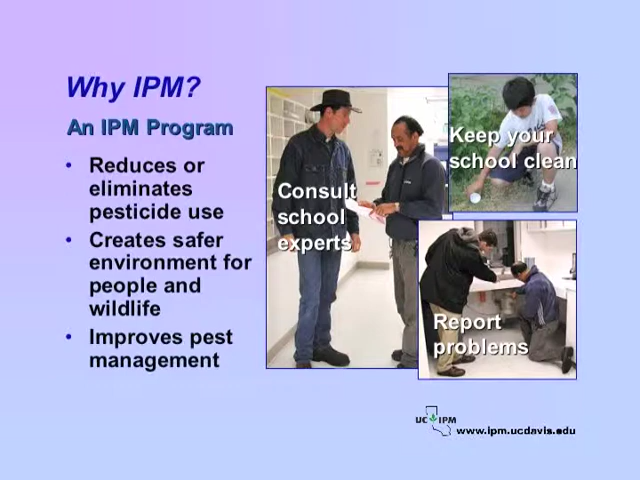 Why IPM?
An IPM Program
• Reduces or
eliminates
pesticide use
• Creates safer
environment for
people and
wildlife
• Improves pest
management
Consult
school
experts
Keep your
school clean
Report
problems
UC IPM
www.ipm.ucdavis.edu